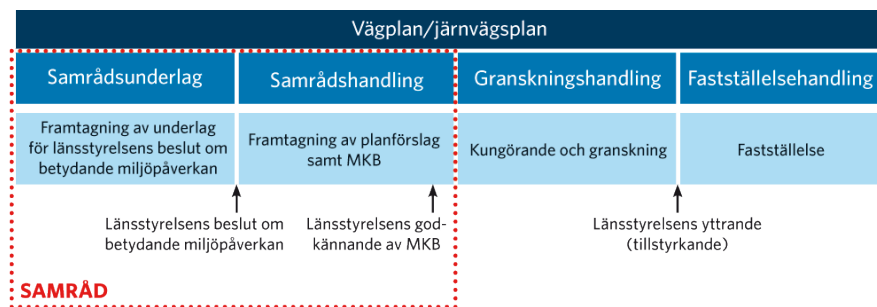 Vägplan/järnvägsplan
Samrådsunderlag
Samrådshandling
Granskningshandling
Fastställelsehandling
Framtagning av underlag
för länsstyrelsens beslut om
betydande miljöpåverkan
Framtagning av planförslag
samt MKB
Kungörande och granskning
Fastställelse
Länsstyrelsens beslut om
betydande miljöpåverkan
Länsstyrelsens god-
kännande av MKB
Länsstyrelsens yttrande
(tillstyrkande)
SAMRÅD